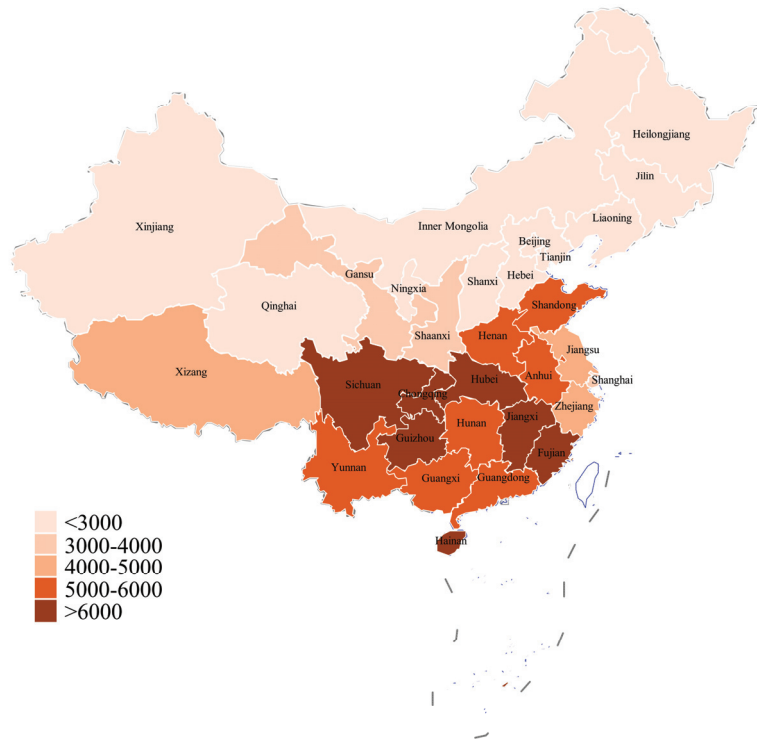 Heilongjiang
Jilin
Liaoning
Inner Mongolia
Xinjiang
Beijing
Tianjin
Gansu
Ningxia
Shanxi
Hebei
Qinghai
Shandong
Shaanxi
Henan
Jiangsu
Xizang
Sichuan
Hubei
Anhui
Shanghai
Chongqing
Zhejiang
Jiangxi
Guizhou
Hunan
Fujian
Yunnan
Guangxi
Guangdong
Hainan
<3000
3000-4000
4000-5000
5000-6000
>6000